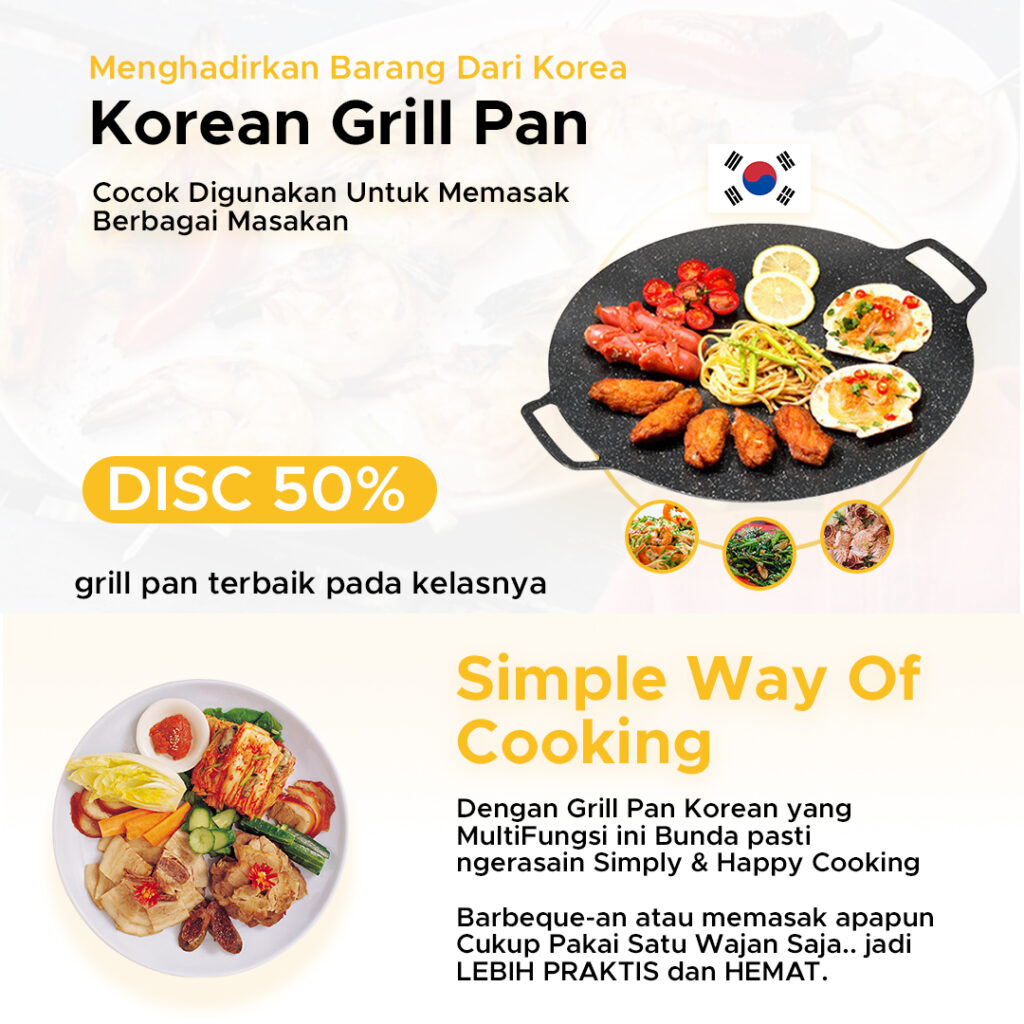 Menghadirkan Barang Dari Korea
Korean Grill Pan
Cocok Digunakan Untuk Memasak
Berbagai Masakan
DISC 50%
grill pan terbaik pada kelasnya
Simple Way Of
Cooking
Dengan Grill Pan Korean yang
MultiFungsi ini Bunda pasti
ngerasain Simply & Happy Cooking
Barbeque-an atau memasak apapun
Cukup Pakai Satu Wajan Saja.. jadi
LEBIH PRAKTIS dan HEMAT.